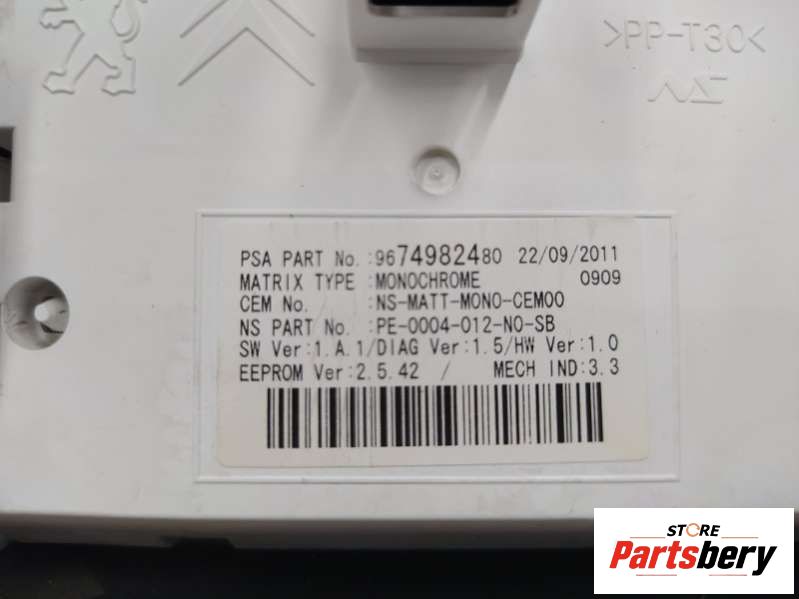 >PP-T30<
NS
PSA PART No.:9674982480 22/09/2011
MATRIX TYPE :MONOCHROME 0909
CEM No. :NS-MATT-MONO-CEM00
NS PART No. :PE-0004-012-NO-SB
SW Ver:1.A.1/DIAG Ver:1.5/HW Ver:1.0
EEPROM Ver:2.5.42 / MECH IND:3.3
STORE
Partsbery